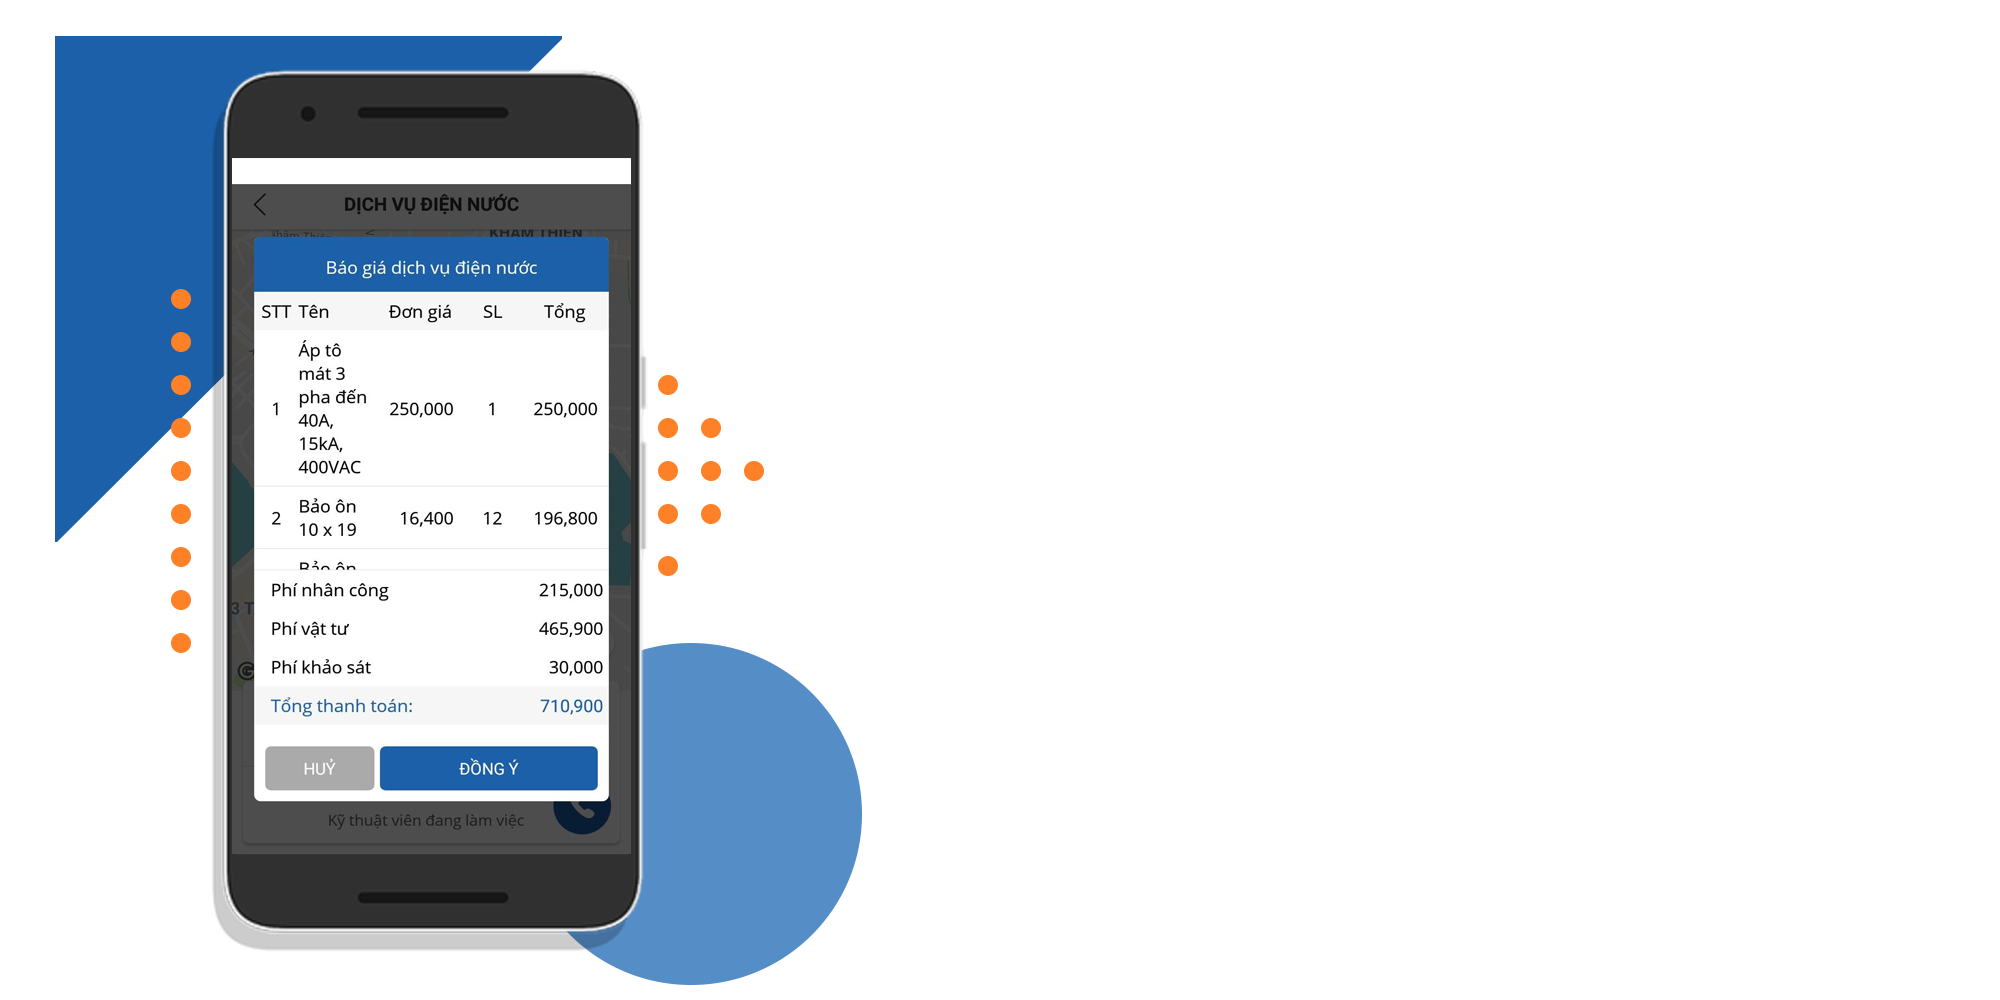 DỊCH VỤ ĐIỆN NƯỚC
KHÂM THIÊN
Báo giá dịch vụ điện nước
STT Tên Đơn giá SL Tổng
Áp tô
mát 3
pha đến
1 40A, 250,000 1 250,000
15kA,
400VAC
Bảo ôn
2 10 x 19 16,400 12 196,800
Bảo ôn
Phí nhân công 215,000
Phí vật tư 465,900
Phí khảo sát 30,000
Tổng thanh toán: 710,900
HUỶ ĐỒNG Ý
Kỹ thuật viên đang làm việc